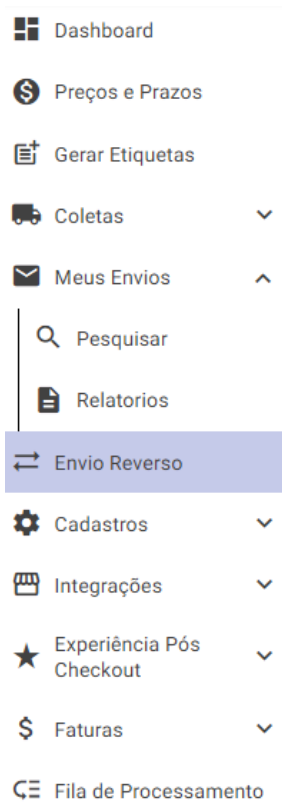 Dashboard
Preços e Prazos
Gerar Etiquetas
Coletas
Meus Envios
Pesquisar
Relatorios
Envio Reverso
Cadastros
Integrações
Experiência Pós
Checkout
Faturas
Fila de Processamento